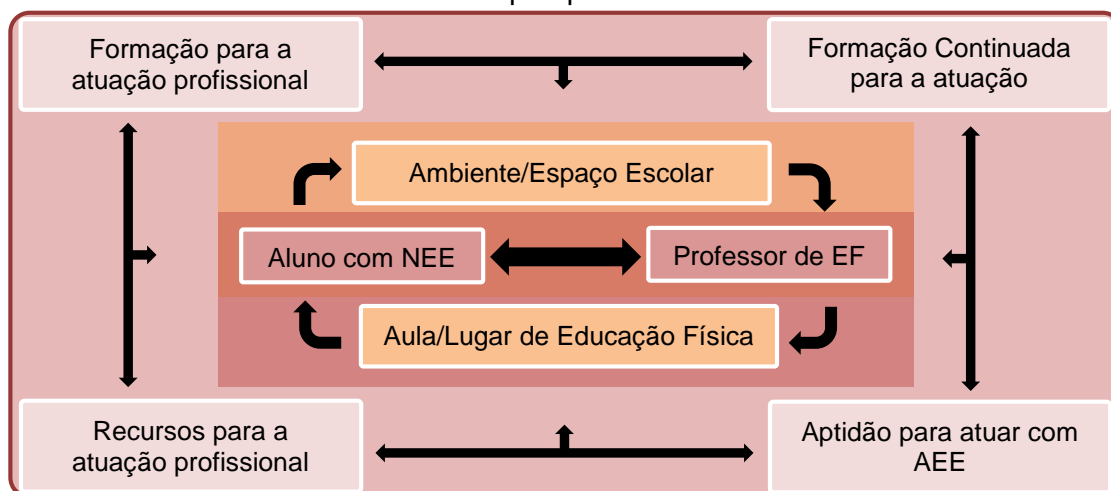 Formação para a
atuação profissional
Formação Continuada
para a atuação
Ambiente/Espaço Escolar
Aluno com NEE
Professor de EF
Aula/Lugar de Educação Física
Recursos para a
atuação profissional
Aptidão para atuar com
AEE